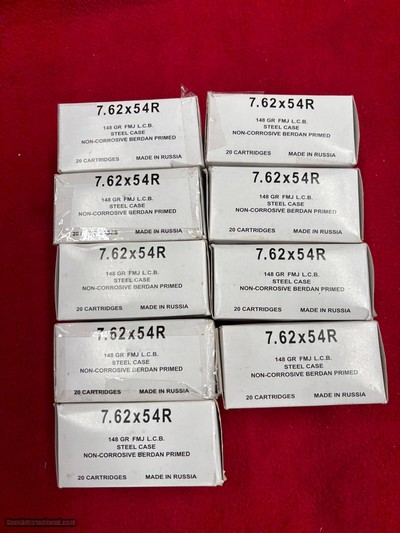 7.62x54R
148 GR FMJ L.C.B.
STEEL CASE
NON-CORROSIVE BERDAN PRIMED
20 CARTRIDGES MADE IN RUSSIA
7.62x54R
148 GR FMJ L.C.B.
STEEL CASE
NON-CORROSIVE BERDAN PRIMED
20 CARTRIDGES MADE IN RUSSIA
7.62x54R
148 GR FMJ L.C.B.
STEEL CASE
NON-CORROSIVE BERDAN PRIMED
20 MADE IN RUSSIA
7.62x54R
148 GR FMJ L.C.B.
STEEL CASE
NON-CORROSIVE BERDAN PRIMED
20 CARTRIDGES MADE IN RUSSIA
7.62x54R
148 GR FMJ L.C.B.
STEEL CASE
NON-CORROSIVE BERDAN PRIMED
20 CARTRIDGES MADE IN RUSSIA
7.62x54R
148 GR FMJ L.C.B.
STEEL CASE
NON-CORROSIVE BERDAN PRIMED
20 CARTRIDGES MADE IN RUSSIA
7.62x54R
148 GR FMJ L.C.B.
STEEL CASE
NON-CORROSIVE BERDAN PRIMED
20 CARTRIDGES MADE IN RUSSIA
7.62x54R
148 GR FMJ L.C.B.
STEEL CASE
NON-CORROSIVE BERDAN PRIMED
20 CARTRIDGES MADE IN RUSSIA
7.62x54R
148 GR FMJ L.C.B.
STEEL CASE
NON-CORROSIVE BERDAN PRIMED
20 CARTRIDGES MADE IN RUSSIA